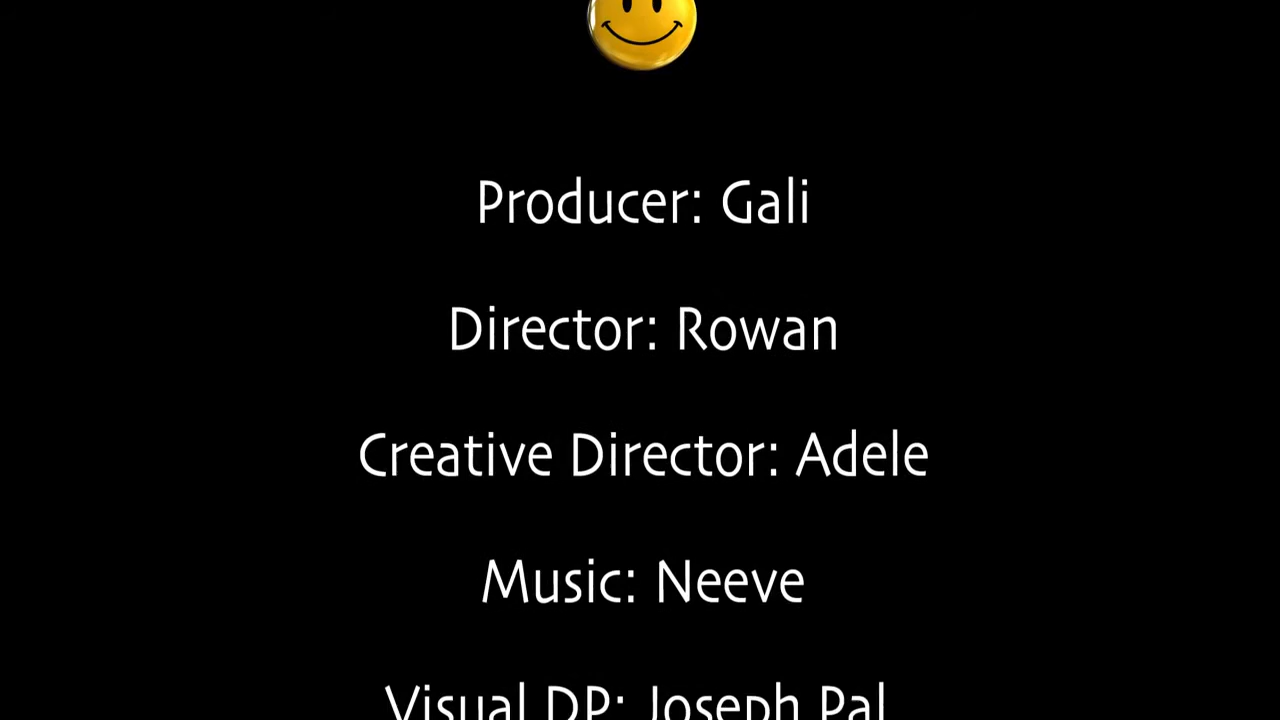 Producer: Gali
Director: Rowan
Creative Director: Adele
Music: Neeve
Visual DP: Joseph Pal